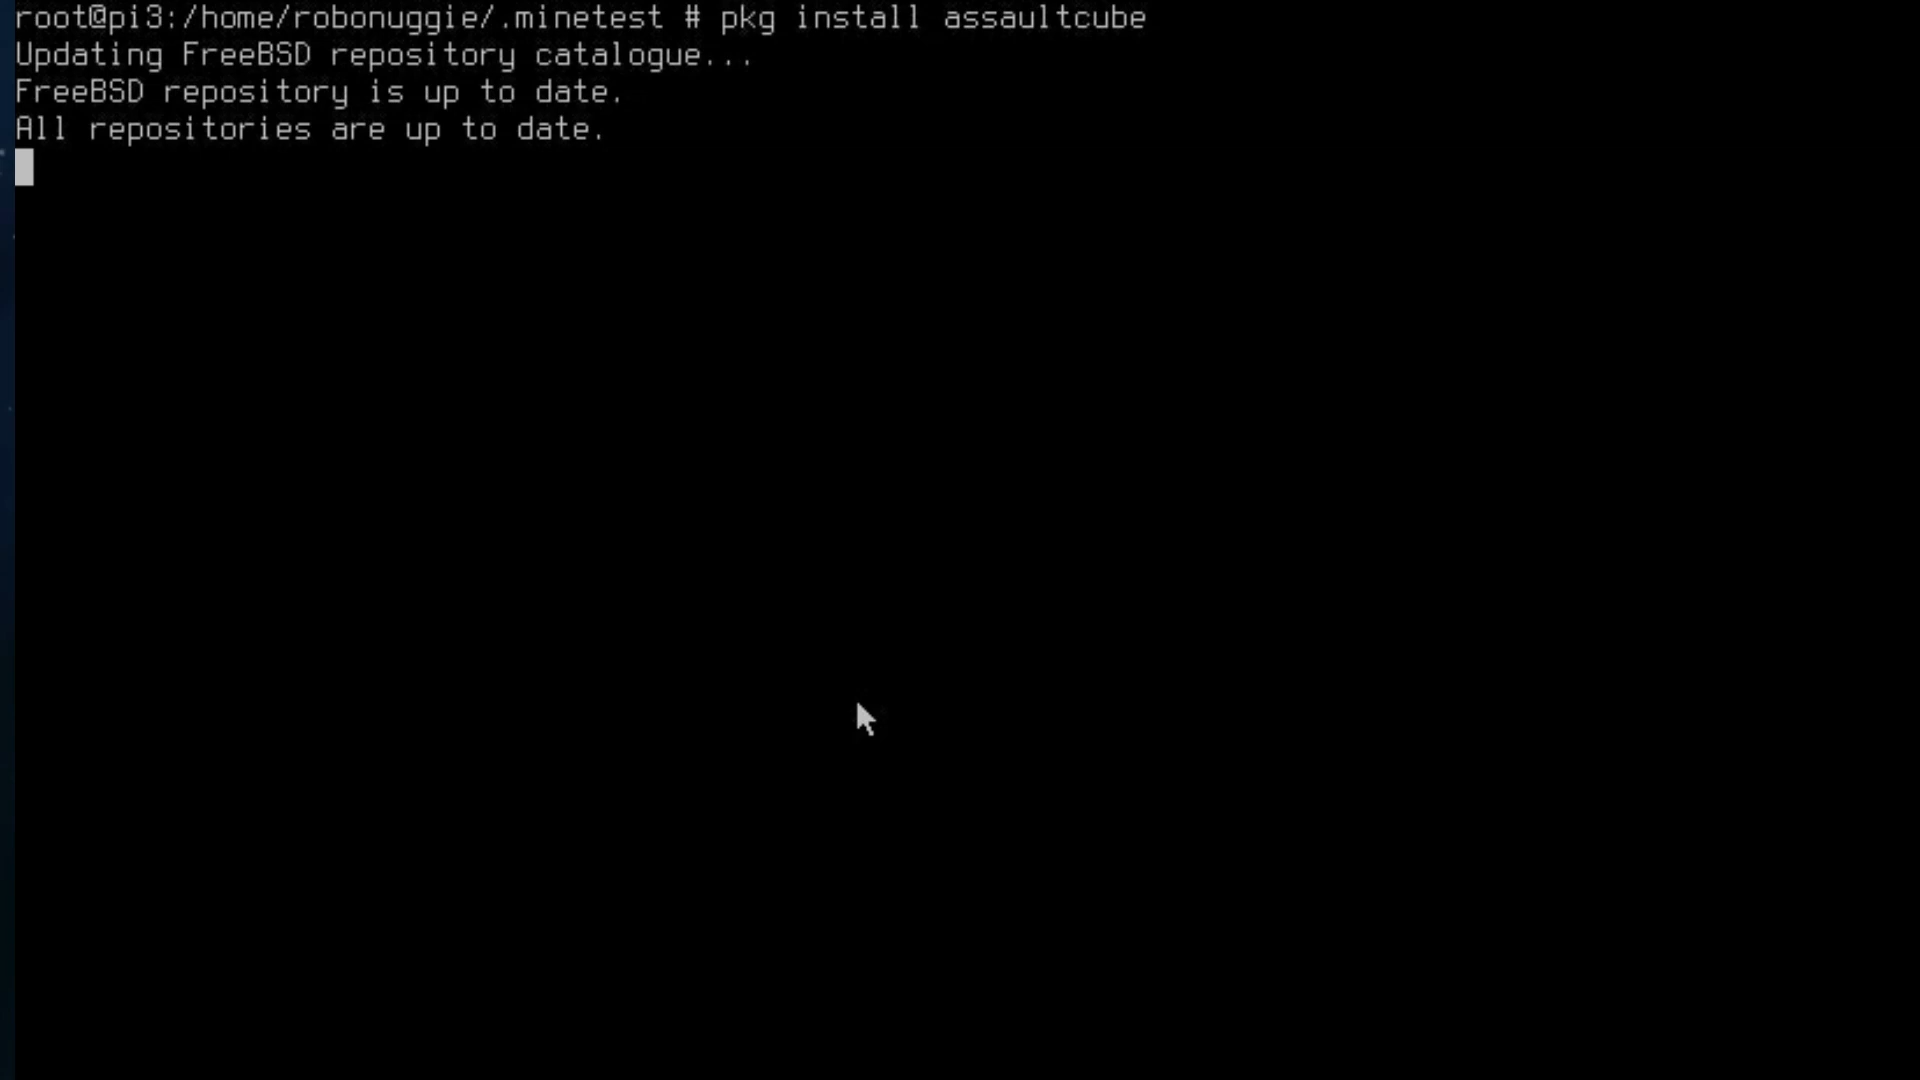 root@pi3:/home/robonuggie/.minetest # pkg install assaultcube
Updating FreeBSD repository catalogue...
FreeBSD repository is up to date.
All repositories are up to date.